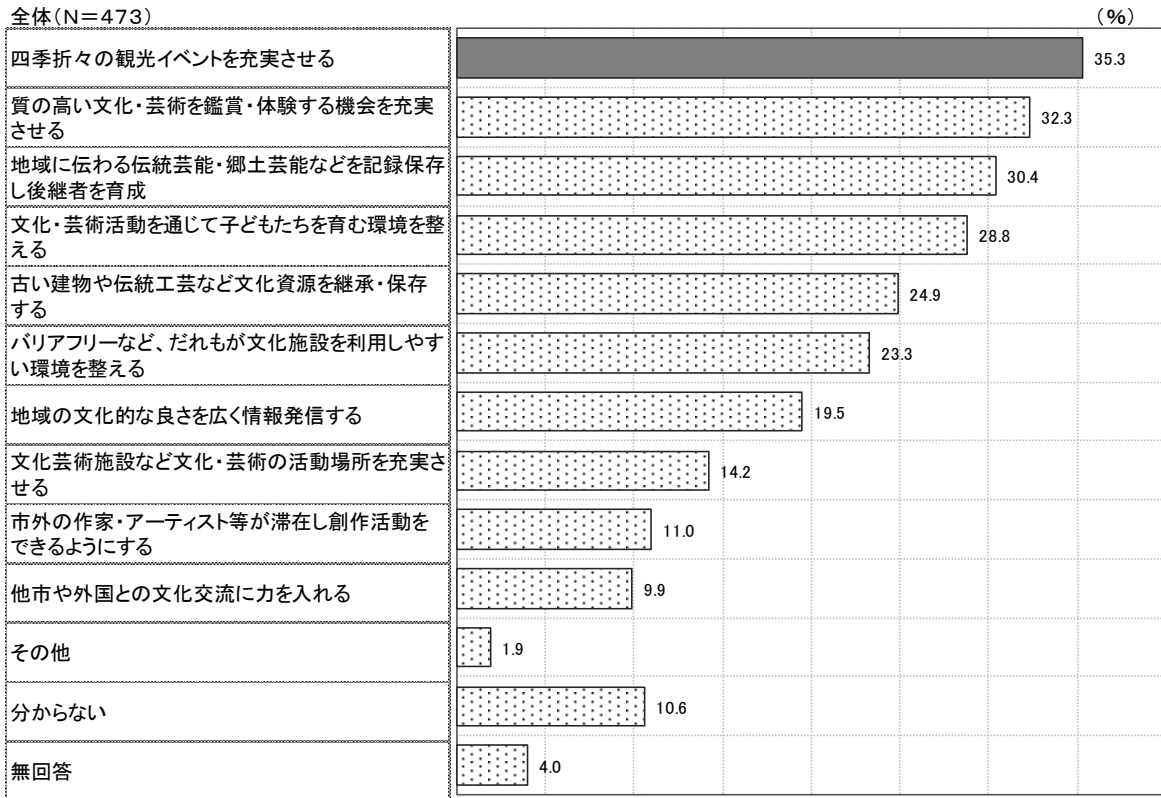 全体(N=473)
(%)
四季折々の観光イベントを充実させる
35.3
質の高い文化・芸術を鑑賞・体験する機会を充実
させる
32.3
地域に伝わる伝統芸能・郷土芸能などを記録保存
し後継者を育成
30.4
文化・芸術活動を通じて子どもたちを育む環境を整
える
28.8
古い建物や伝統工芸など文化資源を継承・保存
する
24.9
バリアフリーなど、だれもが文化施設を利用しやす
い環境を整える
23.3
地域の文化的な良さを広く情報発信する
19.5
文化芸術施設など文化・芸術の活動場所を充実さ
せる
14.2
市外の作家・アーティスト等が滞在し創作活動を
できるようにする
11.0
他市や外国との文化交流に力を入れる
9.9
その他
1.9
分からない
10.6
無回答
4.0